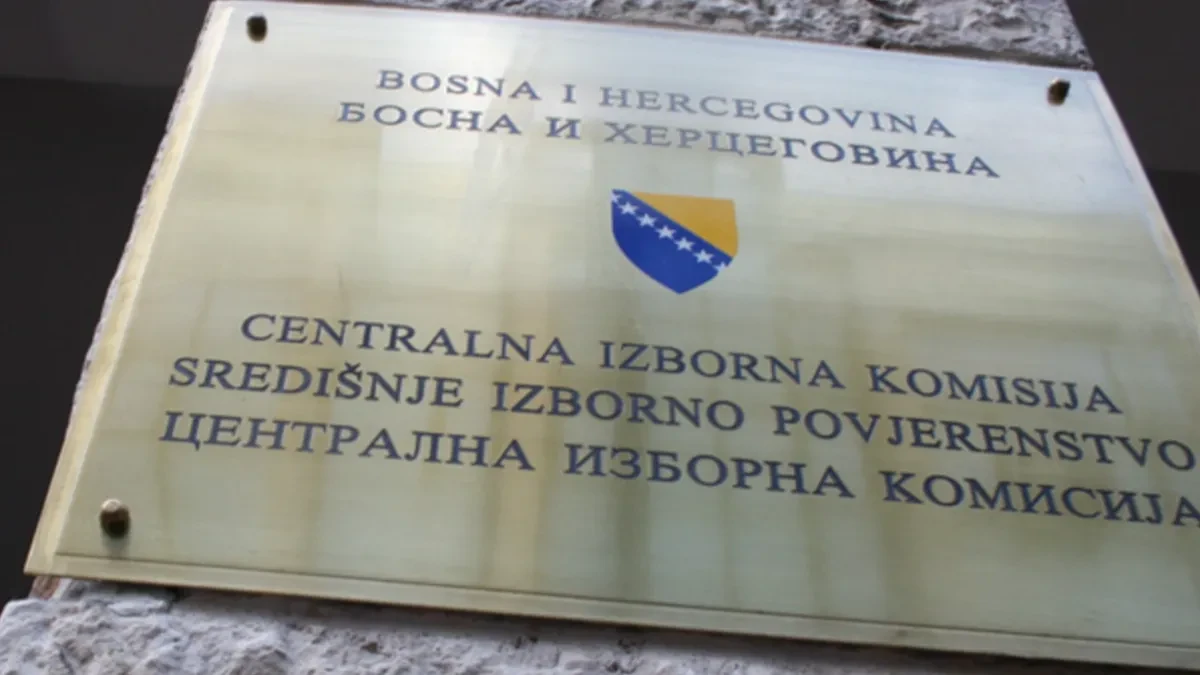 BOSNA I HERCEGOVINA
БОСНА И ХЕРЦЕГОВИНА
CENTRALNA IZBORNA KOMISIJA
SREDIŠNJE IZBORNO POVJERENSTVO
ЦЕНТРАЛНА ИЗБОРНА КОМИСИЈА